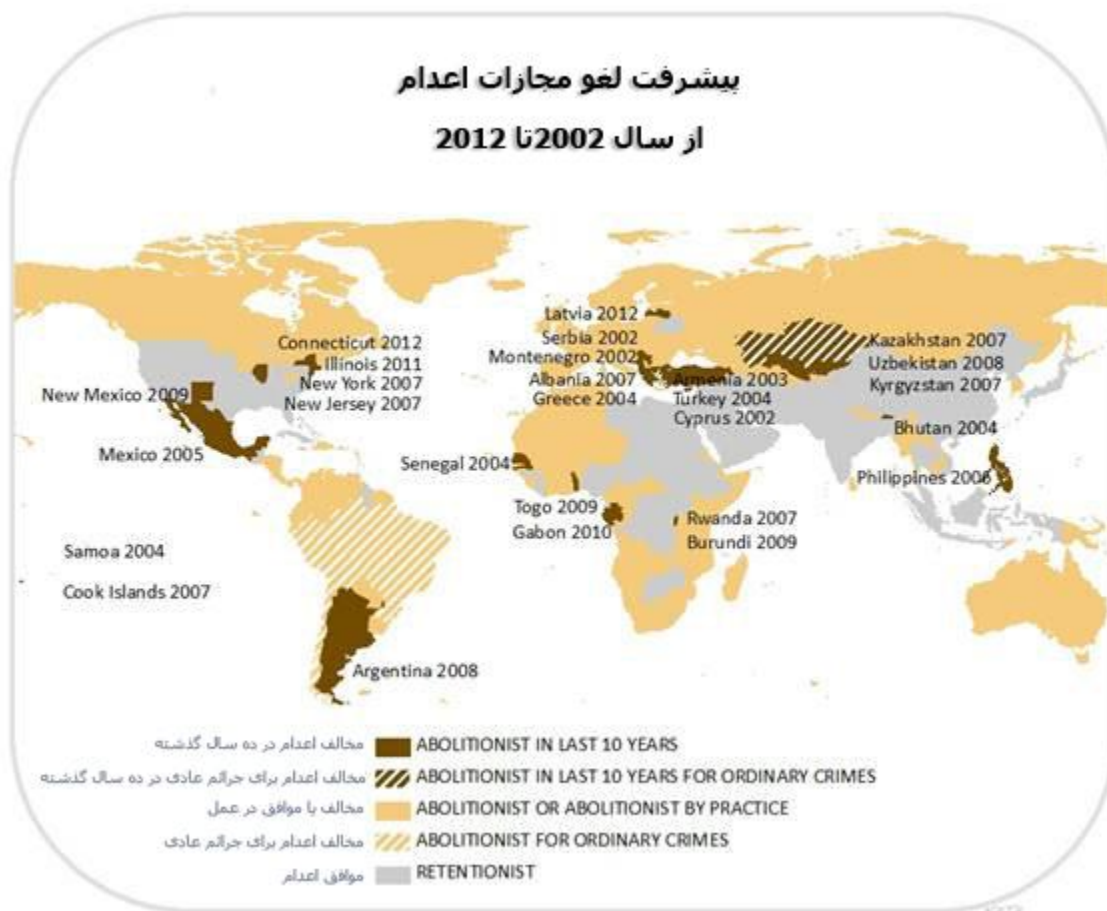 پیشرفت لغو مجازات اعدام
از سال 2002تا 2012
Latvia 2012
Serbia 2002
Montenegro 2002
Albania 2007
Greece 2004
Armenia 2003
Turkey 2004
Cyprus 2002
Kazakhstan 2007
Uzbekistan 2008
Kyrgyzstan 2007
Bhutan 2004
Philippines 2006
Connecticut 2012
Illinois 2011
New York 2007
New Jersey 2007
New Mexico 2009
Mexico 2005
Senegal 2004
Togo 2009
Gabon 2010
Rwanda 2007
Burundi 2009
Samoa 2004
Cook Islands 2007
Argentina 2008
مخالف اعدام در ده سال گذشته ABOLITIONIST IN LAST 10 YEARS
مخالف اعدام برای جرائم عادی در ده سال گذشته ABOLITIONIST IN LAST 10 YEARS FOR ORDINARY CRIMES
مخالف یا موافق در عمل ABOLITIONIST OR ABOLITIONIST BY PRACTICE
مخالف اعدام برای جرائم عادی ABOLITIONIST FOR ORDINARY CRIMES
موافق اعدام RETENTIONIST